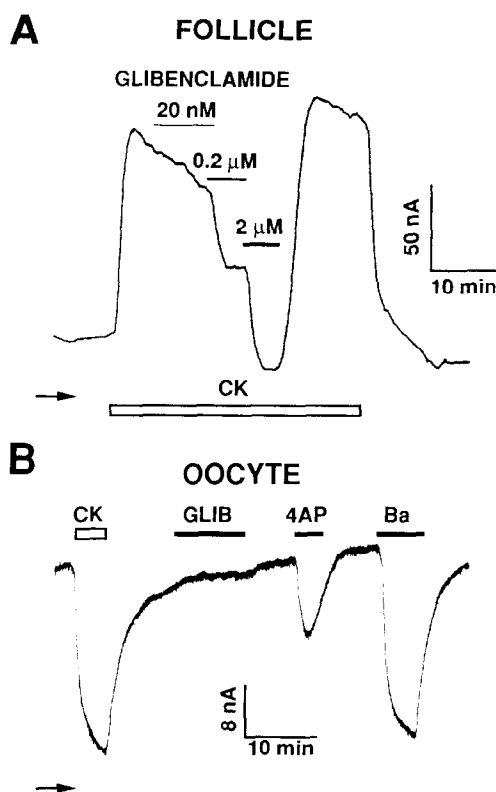 A
FOLLICLE
GLIBENCLAMIDE
20 nM
0.2 µM
2 µM
50 nA
10 min
CK
B
OOCYTE
CK GLIB 4AP Ba
8 nA
10 min